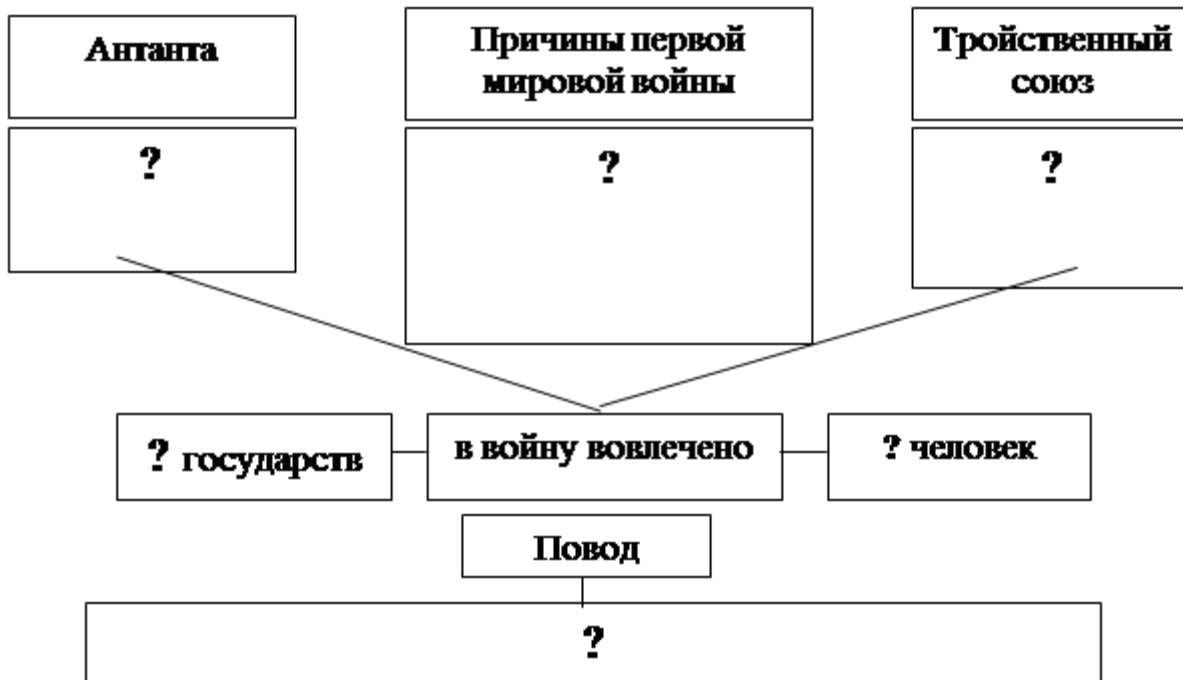 Антанта
Причины первой
мировой войны
Тройственный
союз
?
?
?
? государств
в войну вовлечено
? человек
Повод
?